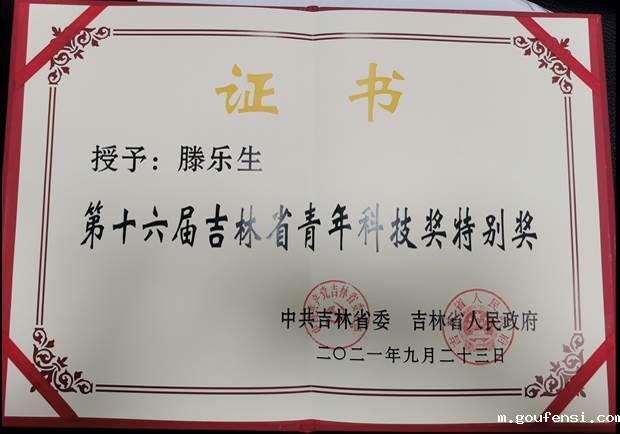 证书
授予：滕乐生
第十六届吉林省青年科技奖特别奖
中共吉林省委 吉林省人民政府
二〇二一年九月二十三日
m.goufensi.com